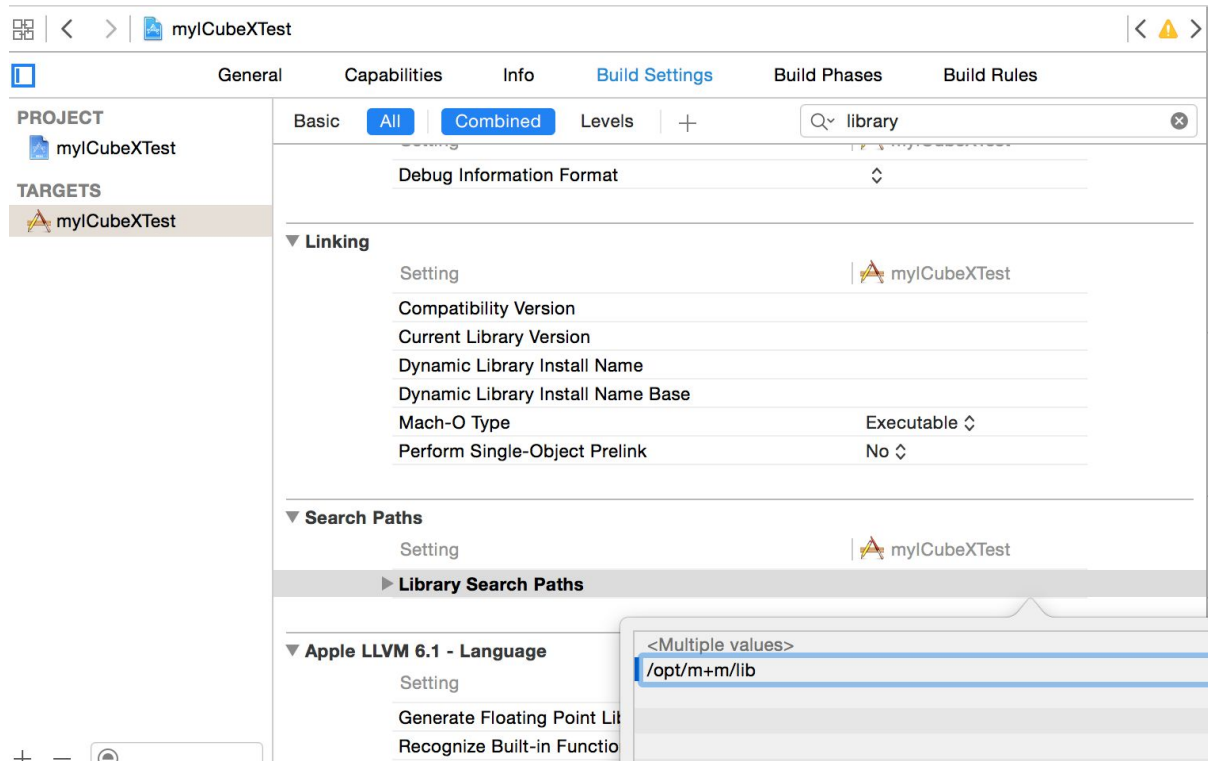 myICubeXTest
General Capabilities Info Build Settings Build Phases Build Rules
PROJECT
myICubeXTest
TARGETS
myICubeXTest
Basic All Combined Levels + library
Debug Information Format
Linking
Setting myICubeXTest
Compatibility Version
Current Library Version
Dynamic Library Install Name
Dynamic Library Install Name Base
Mach-O Type Executable
Perform Single-Object Prelink No
Search Paths
Setting myICubeXTest
Library Search Paths
<Multiple values>
/opt/m+m/lib
Apple LLVM 6.1 - Language
Setting
Generate Floating Point
Recognize Built-in